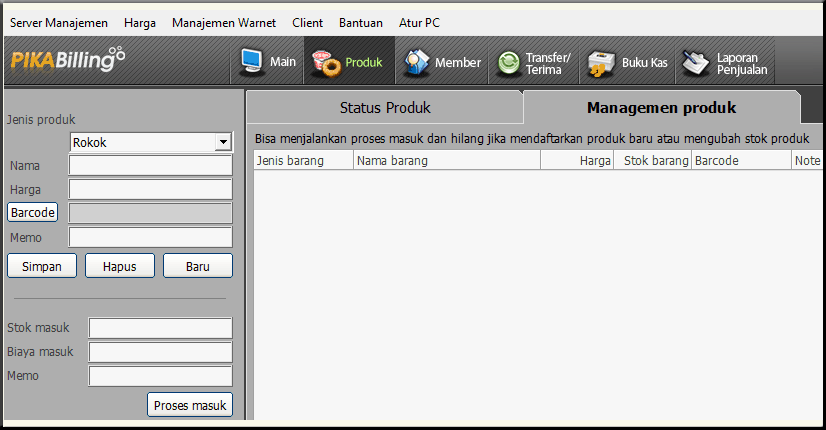 Server Manajemen Harga Manajemen Warnet Client Bantuan Atur PC
PIKABilling
Main
Produk
Member
Transfer/
Terima
Buku Kas
Laporan
Penjualan
Jenis produk
Rokok
Nama
Harga
Barcode
Memo
Simpan Hapus Baru
Stok masuk
Biaya masuk
Memo
Proses masuk
Status Produk Managemen produk
Bisa menjalankan proses masuk dan hilang jika mendaftarkan produk baru atau mengubah stok produk
Jenis barang Nama barang Harga Stok barang Barcode Note